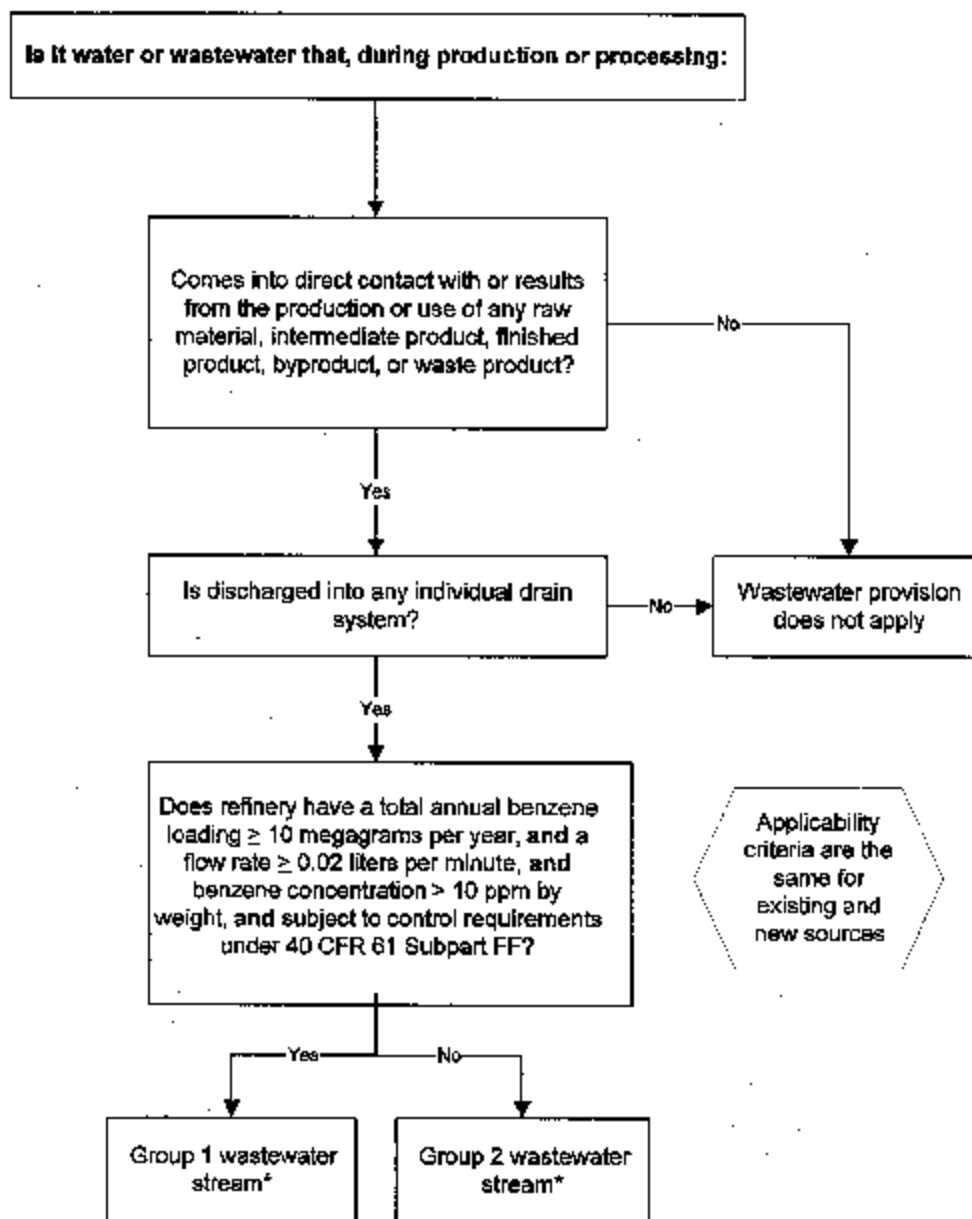 Is it water or wastewater that, during production or processing:
Comes into direct contact with or results
from the production or use of any raw
material, intermediate product, finished
product, byproduct, or waste product?
No
Yes
Is discharged into any individual drain
system?
No
Wastewater provision
does not apply
Yes
Does refinery have a total annual benzene
loading ≥ 10 megagrams per year, and a
flow rate ≥ 0.02 liters per minute, and
benzene concentration > 10 ppm by
weight, and subject to control requirements
under 40 CFR 61 Subpart FF?
Applicability
criteria are the
same for
existing and
new sources
Yes
No
Group 1 wastewater
stream*
Group 2 wastewater
stream*